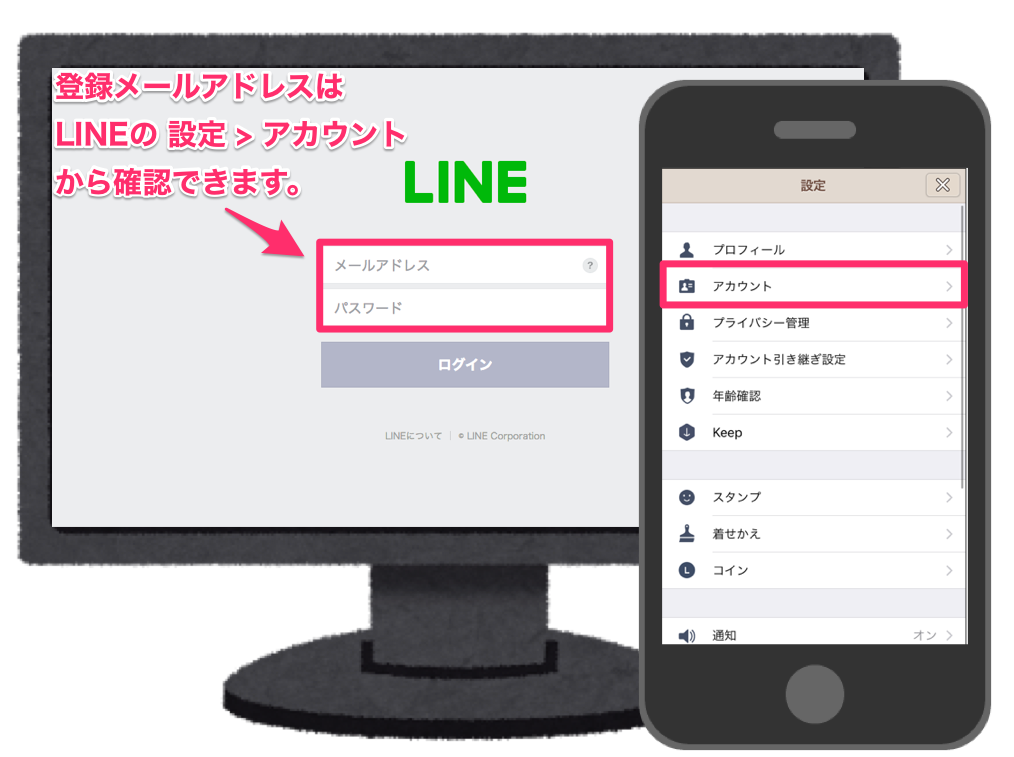 登録メールアドレスは
LINEの 設定 > アカウント
から確認できます。
LINE
メールアドレス
?
パスワード
ログイン
LINEについて | © LINE Corporation
設定
プロフィール
アカウント
プライバシー管理
アカウント引き継ぎ設定
年齢確認
Keep
スタンプ
着せかえ
L コイン
通知 オン